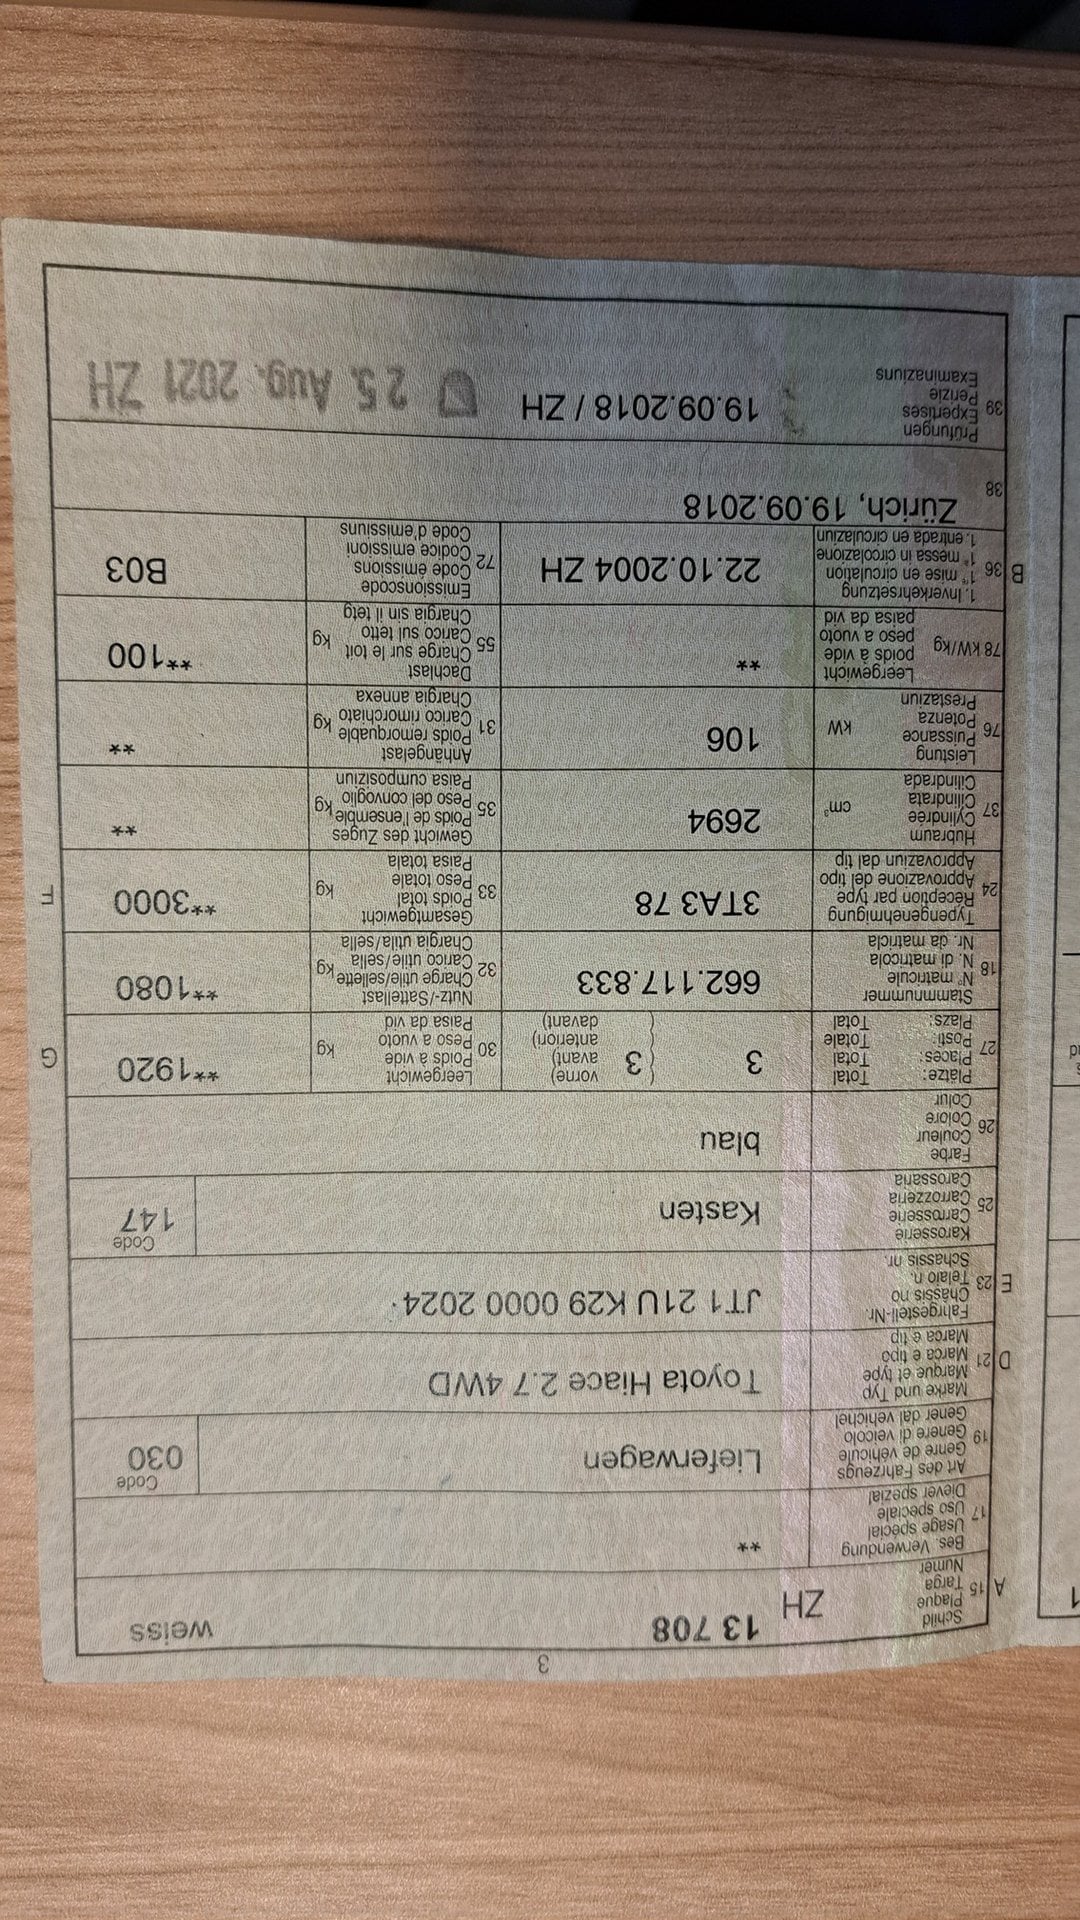 3
A 15 Schild Plaque Targa Numer ZH 13 708 weiss
17 Bes. Verwendung Usage spécial Uso speciale Diever spezial **
19 Art des Fahrzeugs Genre de véhicule Genere di veicolo Gener dal vehichel Lieferwagen Code 030
D 21 Marke und Typ Marque et type Marca e tipo Marca e tip Toyota Hiace 2.7 4WD
E 23 Fahrgestell-Nr. Châssis no Telaio n. Schassis nr. JT1 21U K29 0000 2024
25 Karosserie Carrosserie Carrozzeria Carossaria Kasten Code 147
26 Farbe Couleur Colore Colur blau
27 Plätze: Total Places: Total Posti: Totale Plazs: Total 3 3 (vorne) (avant) (anteriori) (davant)
30 Leergewicht Poids à vide Peso a vuoto Paisa da vid kg **1920 G
18 Stammnummer N° matricule N. di matricola Nr. da matricla 662.117.833
32 Nutz-/Sattellast Charge utile/sellette Carico utile/sella Chargia utila/sella kg **1080
24 Typengenehmigung Réception par type Approvazione del tipo Approvaziun dal tip 3TA3 78
33 Gesamtgewicht Poids total Peso totale Paisa totala kg **3000 F
37 Hubraum Cylindrée Cilindrata Cilindrada cm³ 2694
35 Gewicht des Zuges Poids de l'ensemble Peso del convoglio Paisa cumposiziun kg **
76 Leistung Puissance Potenza Prestaziun kW 106
31 Anhängelast Poids remorquable Carico rimorchiato Chargia annexa kg **
78 kW/kg Leergewicht poids à vide peso a vuoto paisa da vid **
55 Dachlast Charge sur le toit Carico sul tetto Chargia sin il tetg kg **100
B 36 1. Inverkehrsetzung 1re mise en circulation 1a messa in circolazione 1. entrada en circulaziun 22.10.2004 ZH
72 Emissionscode Code émissions Codice emissioni Code d'emissiuns B03
38 Zürich, 19.09.2018
39 Prüfungen Expertises Perizie Examinaziuns 19.09.2018 / ZH 25. Aug. 2021 ZH